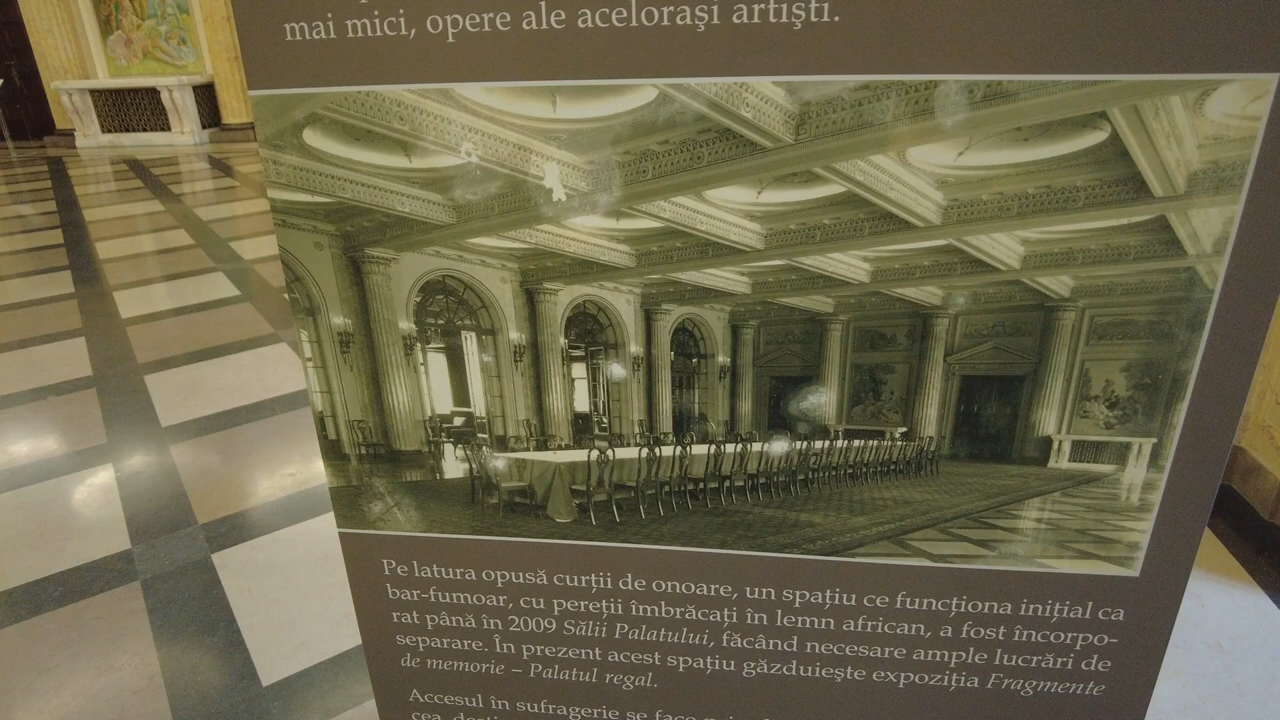 mai mici, opere ale aceloraşi artişti.
Pe latura opusă curţii de onoare, un spaţiu ce funcţiona iniţial ca
bar-fumoar, cu pereţii îmbrăcaţi în lemn african, a fost încorpo-
rat până în 2009 Sălii Palatului, făcând necesare ample lucrări de
separare. În prezent acest spaţiu găzduieşte expoziţia Fragmente
de memorie – Palatul regal.
Accesul în sufragerie se face